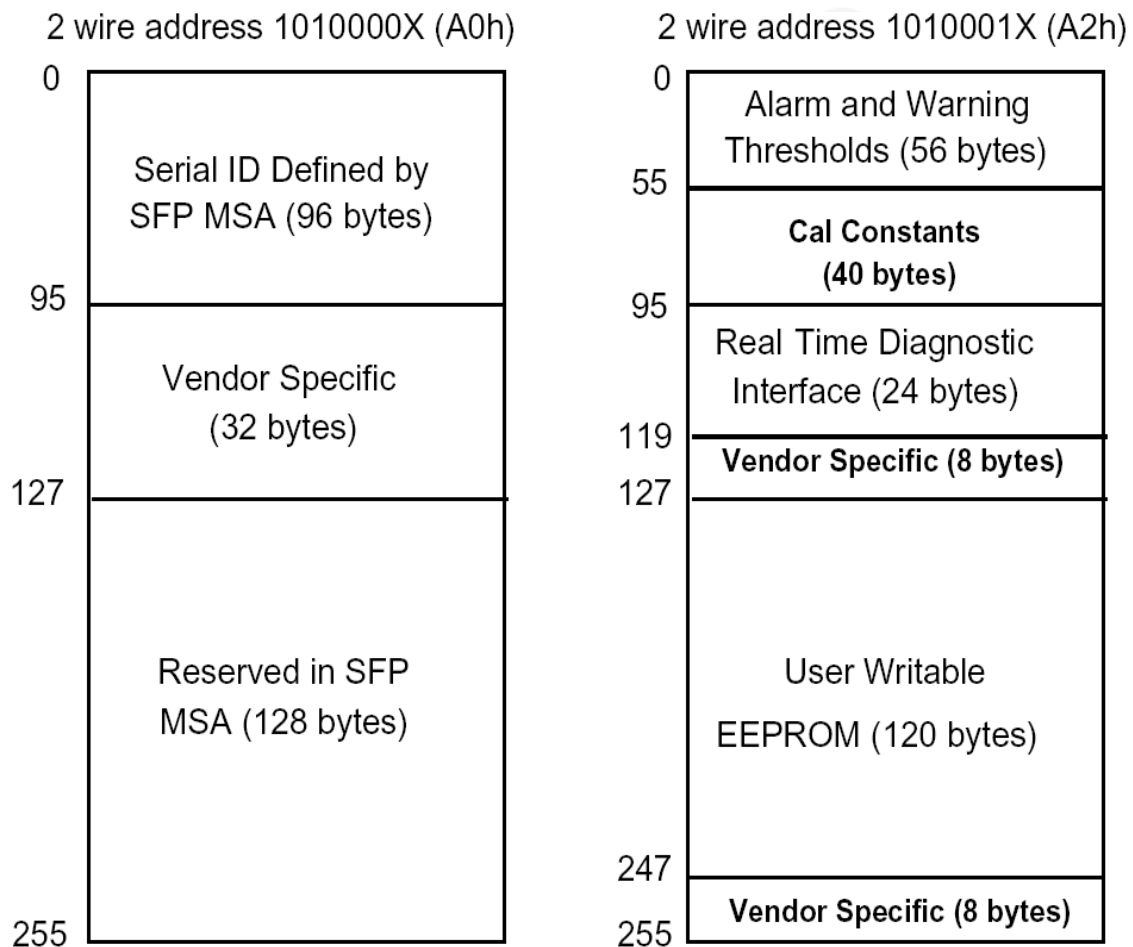 2 wire address 1010000X (A0h)
0
Serial ID Defined by
SFP MSA (96 bytes)
95
Vendor Specific
(32 bytes)
127
Reserved in SFP
MSA (128 bytes)
255
2 wire address 1010001X (A2h)
0
Alarm and Warning
Thresholds (56 bytes)
55
Cal Constants
(40 bytes)
95
Real Time Diagnostic
Interface (24 bytes)
119
Vendor Specific (8 bytes)
127
User Writable
EEPROM (120 bytes)
247
Vendor Specific (8 bytes)
255